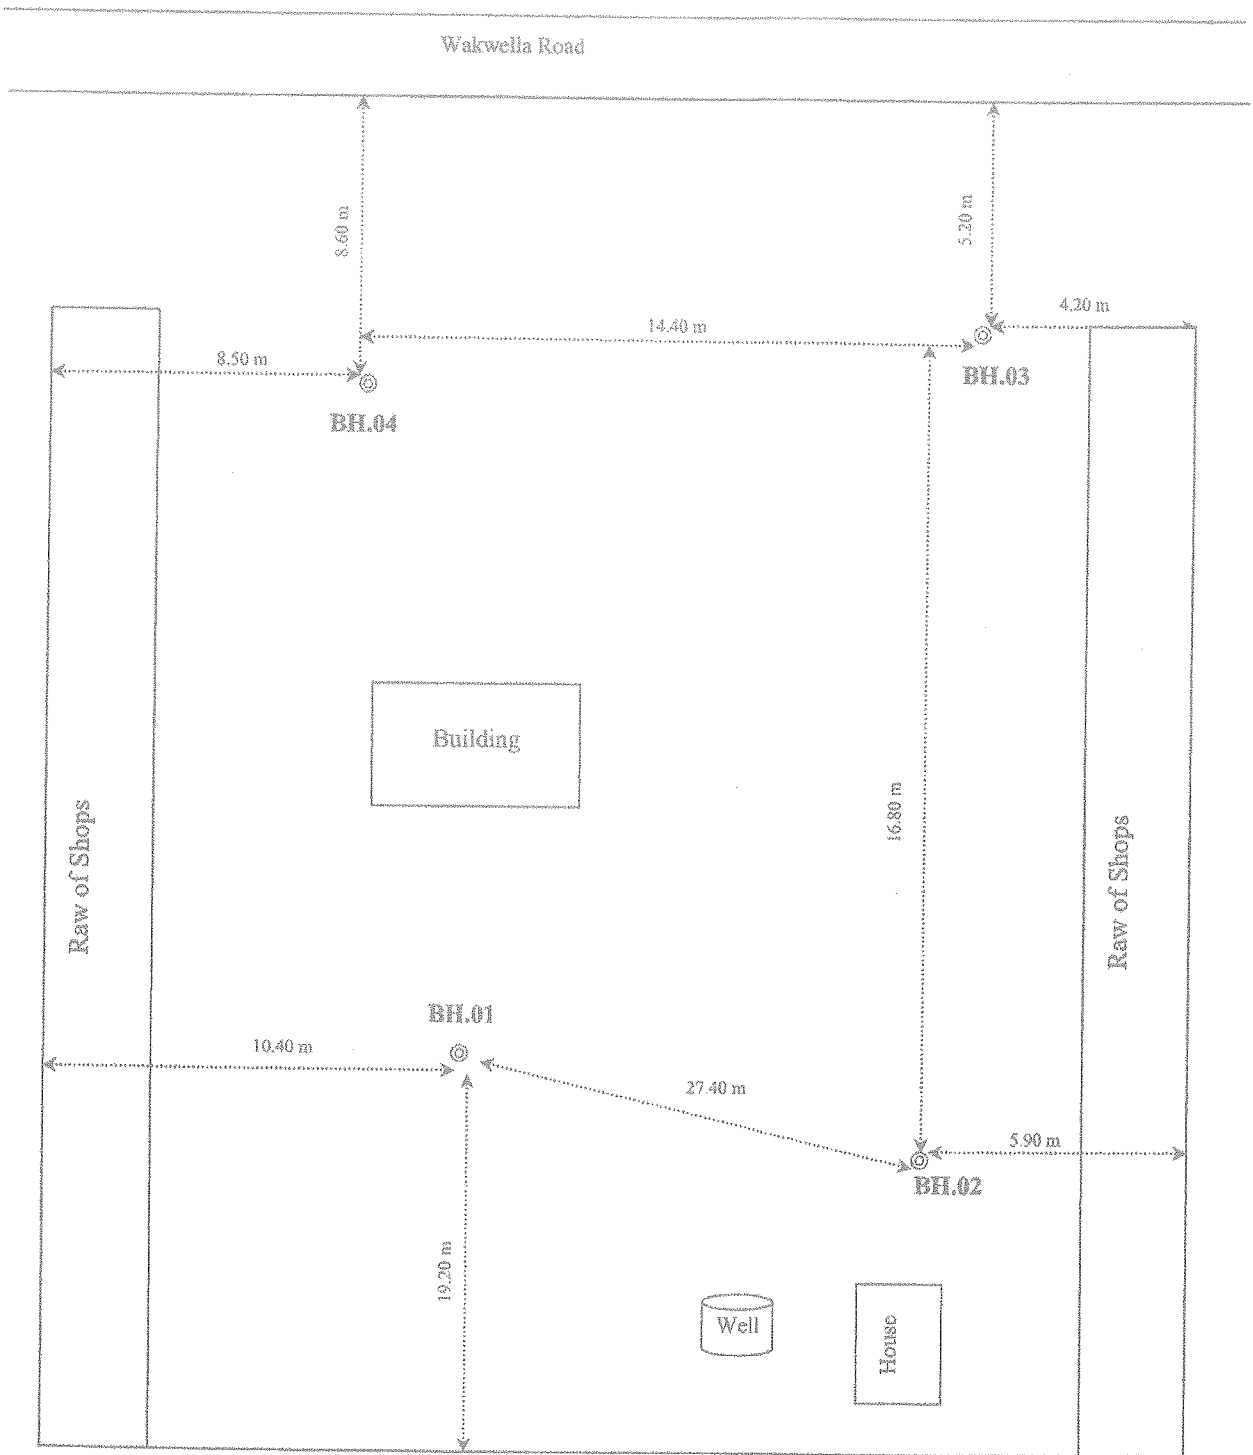 Wakwella Road
8.60 m
5.20 m
4.20 m
14.40 m
8.50 m
BH.03
BH.04
Building
16.80 m
Raw of Shops
Raw of Shops
BH.01
10.40 m
27.40 m
5.90 m
BH.02
19.20 m
Well
House